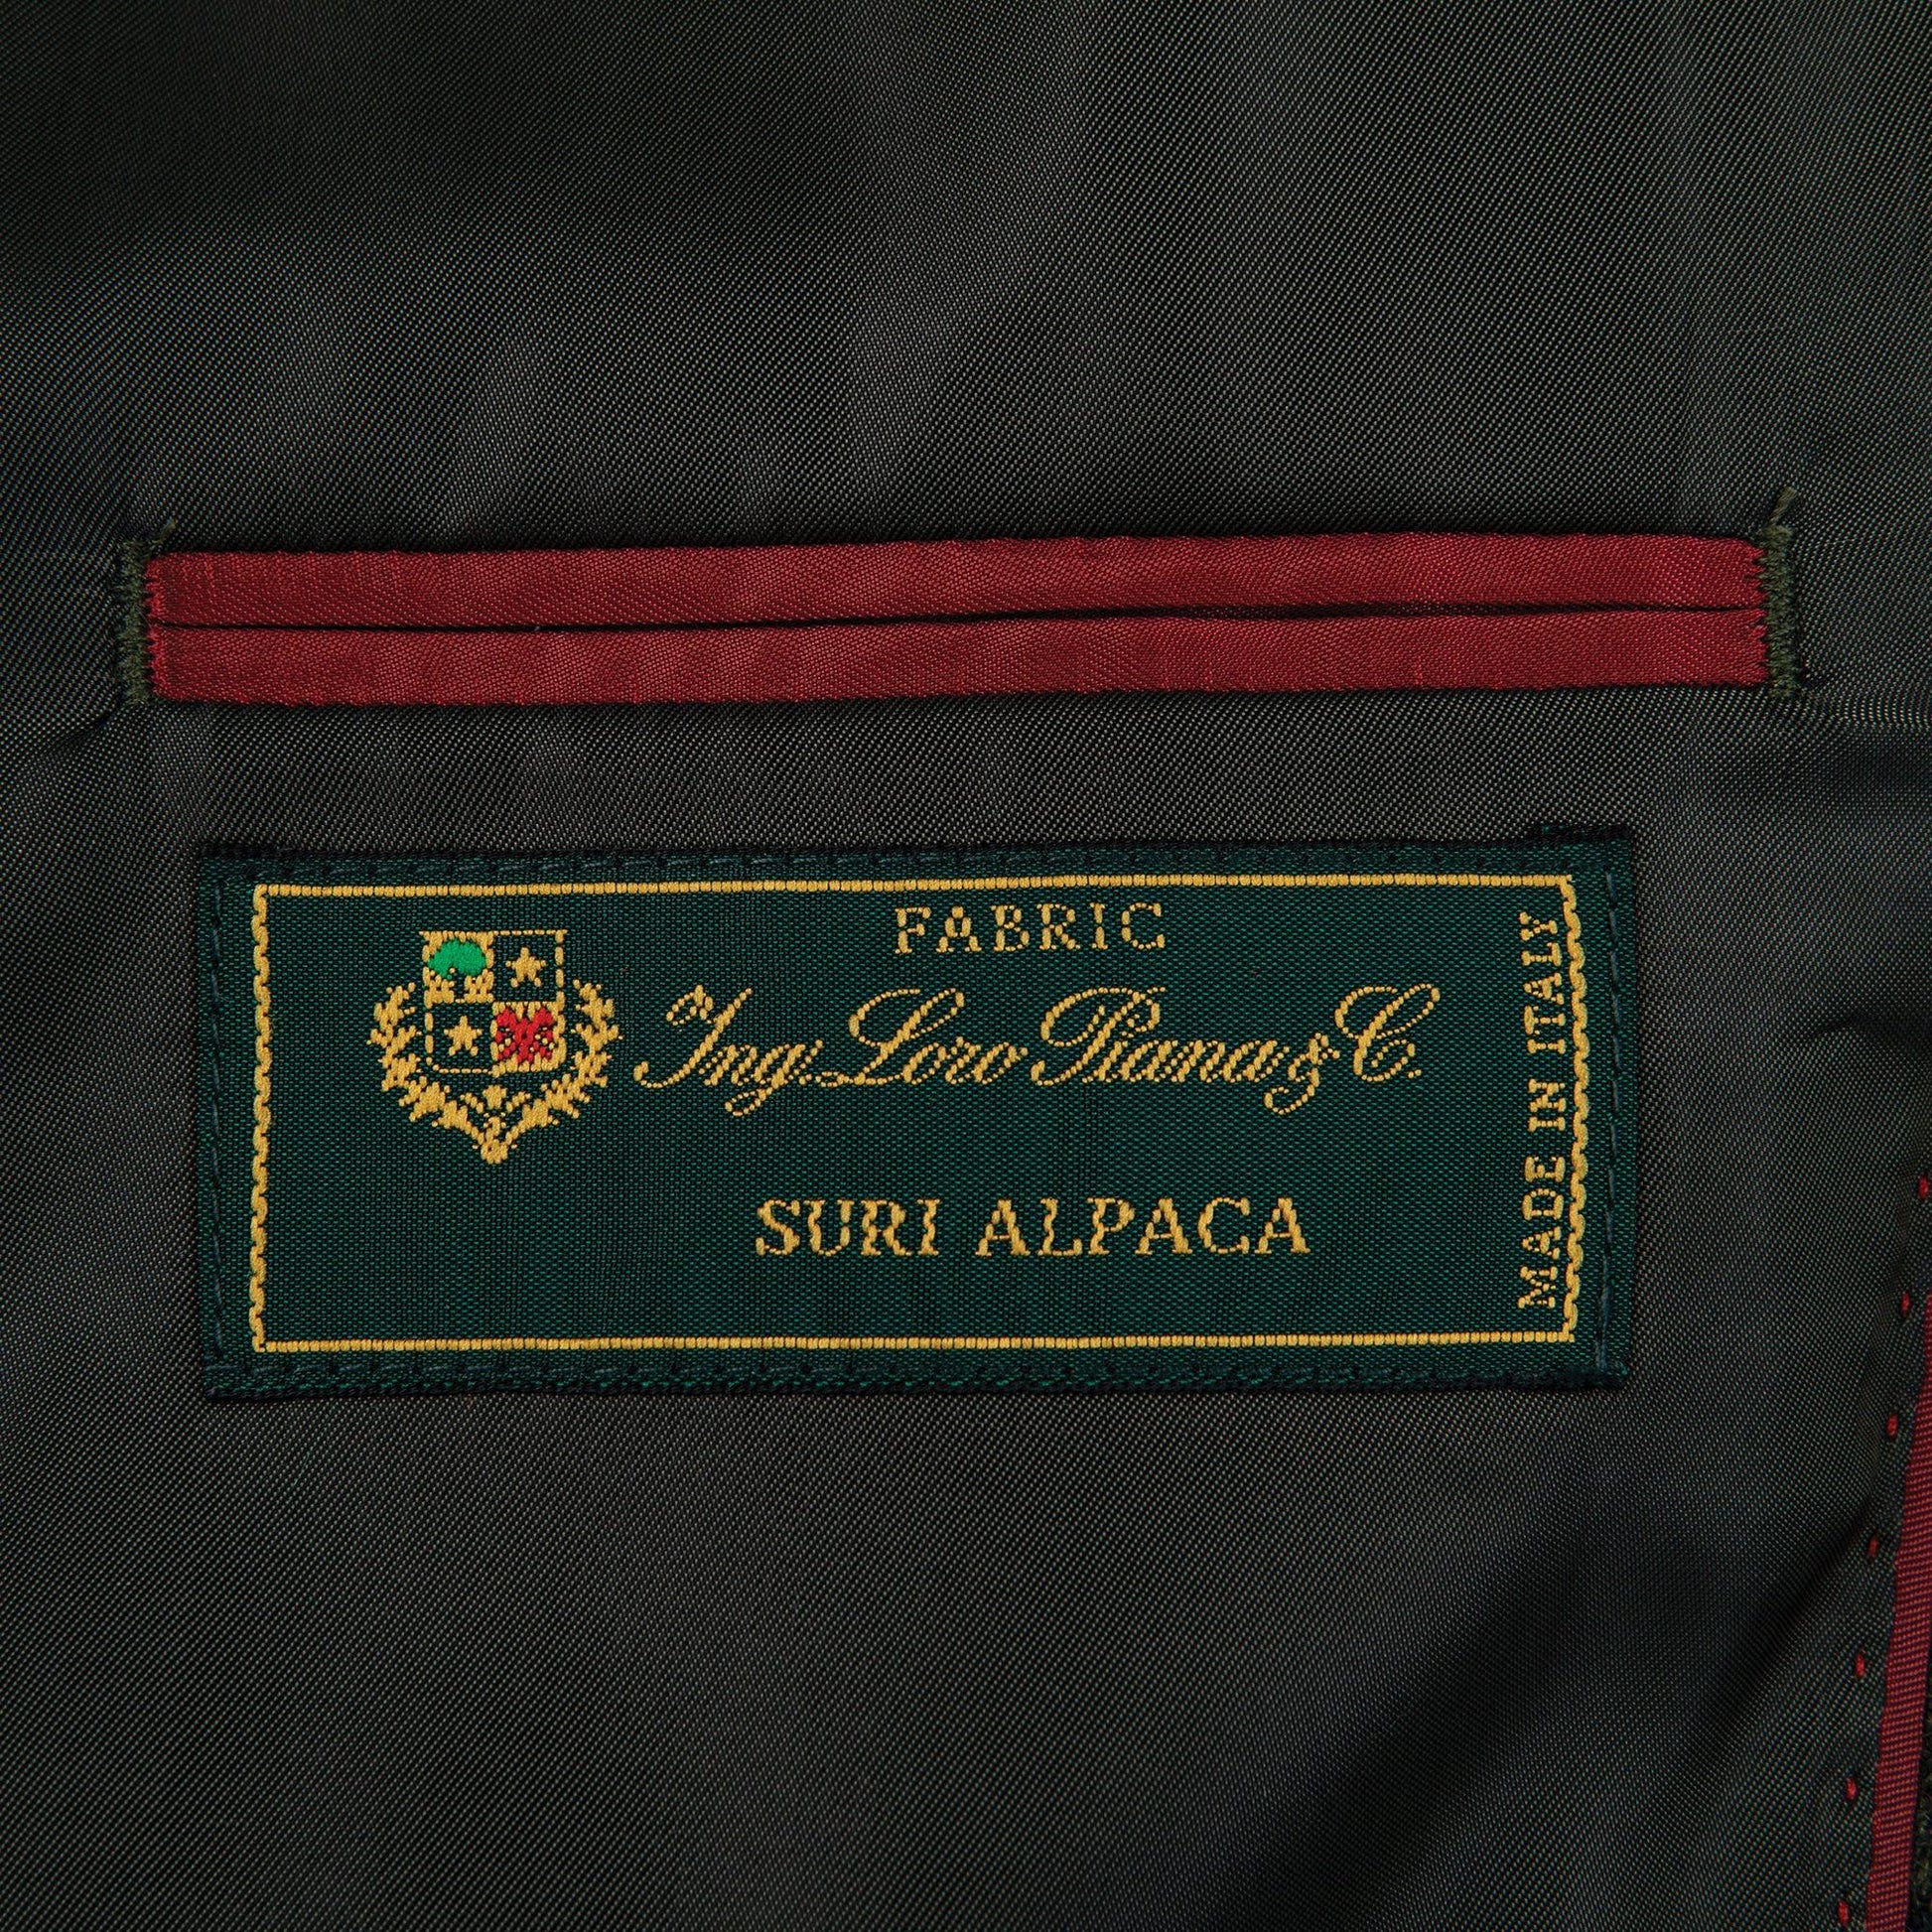 FABRIC
Ing. Loro Piana & C.
SURI ALPACA
MADE IN ITALY